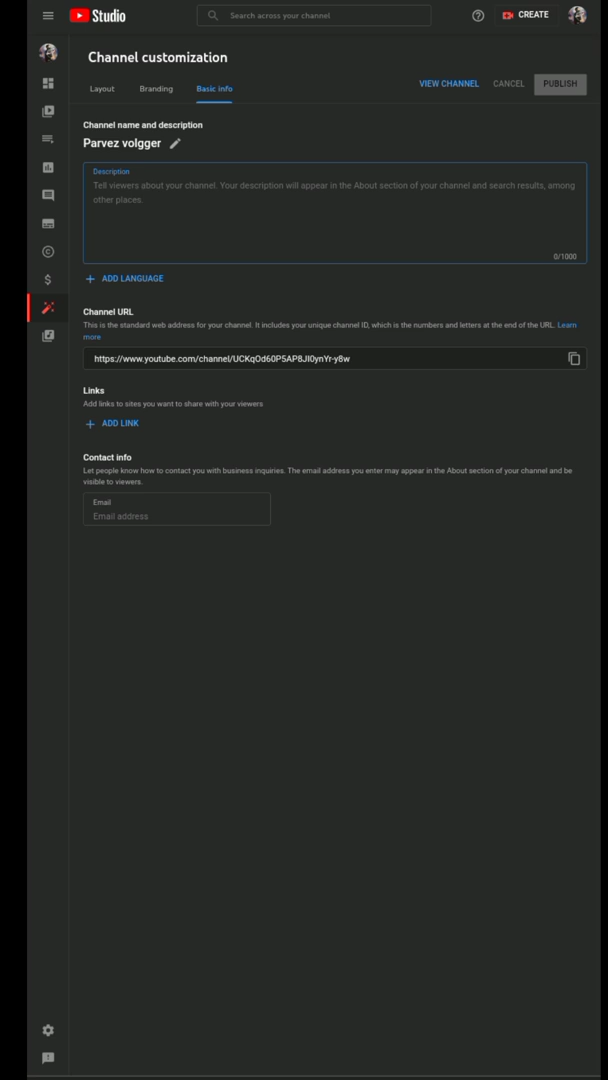 Studio
Search across your channel
CREATE
Channel customization
Layout
Branding
Basic info
VIEW CHANNEL
CANCEL
PUBLISH
Channel name and description
Parvez volgger
Description
Tell viewers about your channel. Your description will appear in the About section of your channel and search results, among
other places.
0/1000
+ ADD LANGUAGE
Channel URL
This is the standard web address for your channel. It includes your unique channel ID, which is the numbers and letters at the end of the URL. Learn
more
https://www.youtube.com/channel/UCKqOd60P5AP8JI0ynYr-y8w
Links
Add links to sites you want to share with your viewers
+ ADD LINK
Contact info
Let people know how to contact you with business inquiries. The email address you enter may appear in the About section of your channel and be
visible to viewers.
Email
Email address